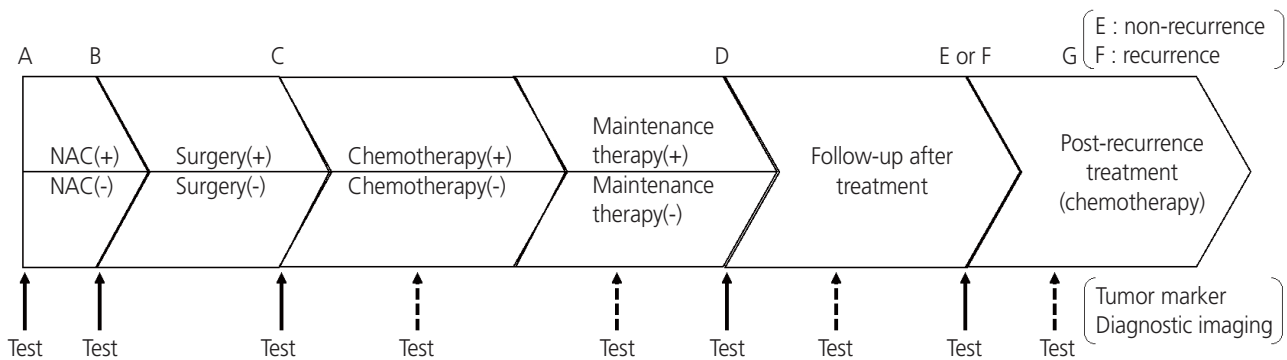 E : non-recurrence
F : recurrence
A B C D E or F G
NAC(+)
NAC(-)
Surgery(+)
Surgery(-)
Chemotherapy(+)
Chemotherapy(-)
Maintenance
therapy(+)
Maintenance
therapy(-)
Follow-up after
treatment
Post-recurrence
treatment
(chemotherapy)
Tumor marker
Diagnostic imaging
Test Test Test Test Test Test Test Test Test